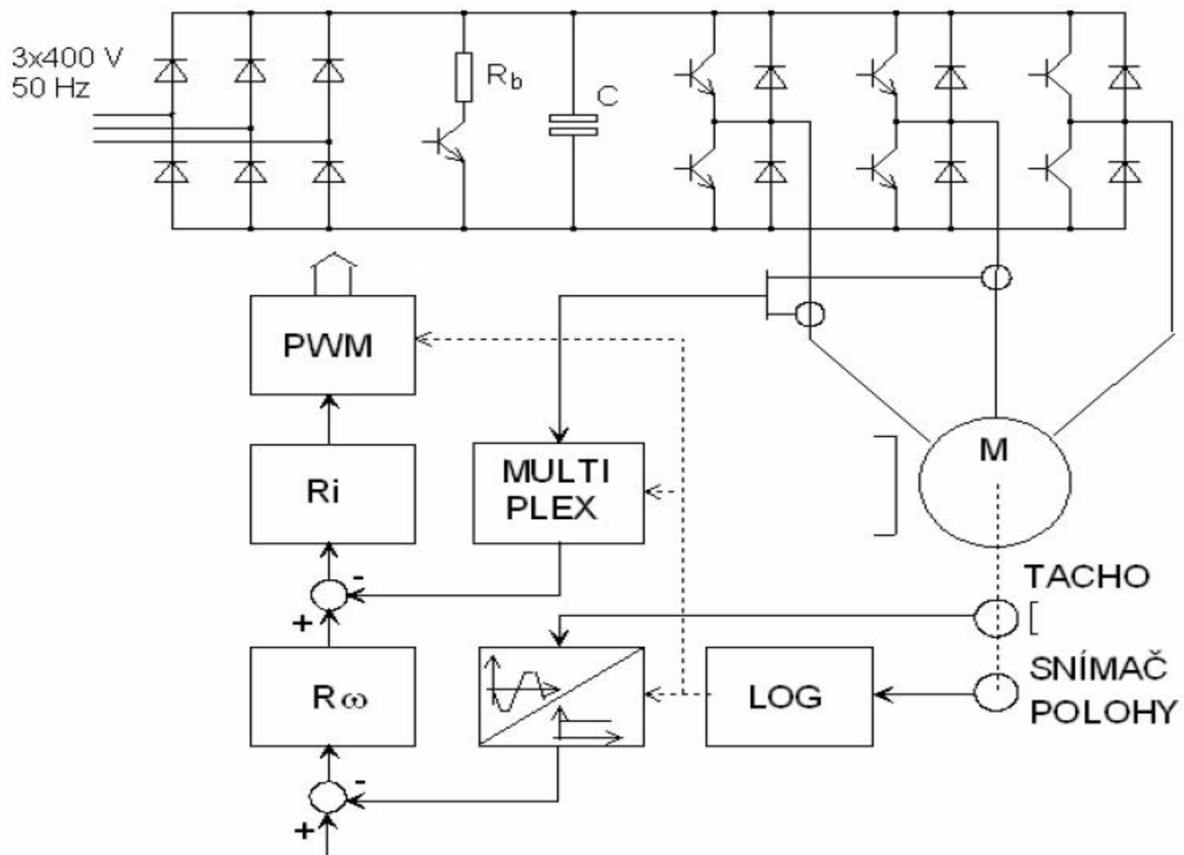 3x400 V
50 Hz
Rb
C
PWM
M
Ri
MULTI
PLEX
-
+
TACHO
Rω
LOG
SNÍMAČ
POLOHY
-
+